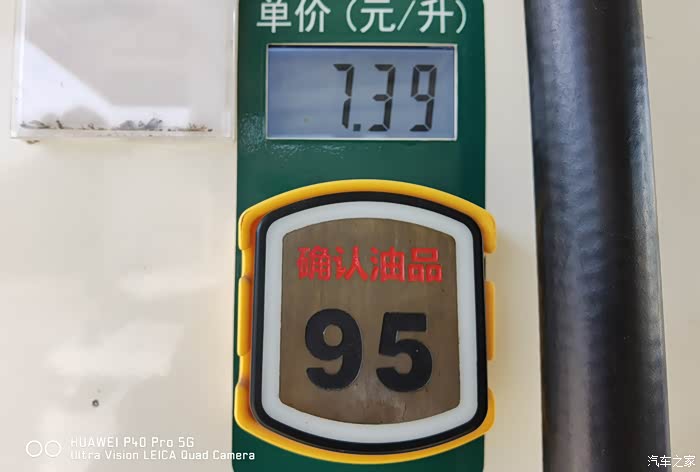 单价(元/升)
7.39
确认油品
95
HUAWEI P40 Pro 5G
Ultra Vision LEICA Quad Camera
汽车之家